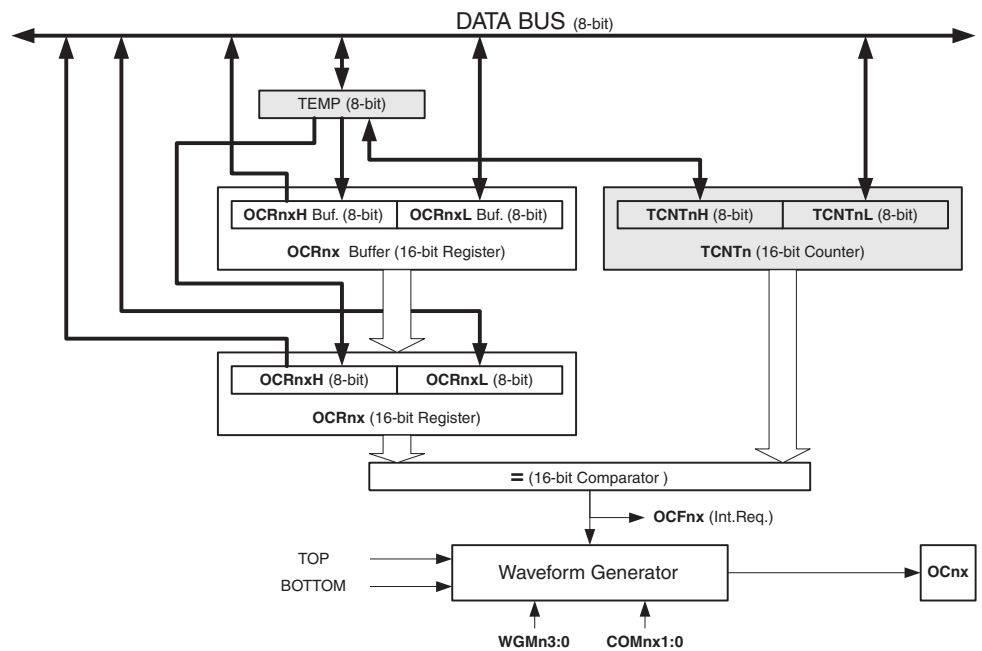 DATA BUS (8-bit)
TEMP (8-bit)
OCRnxH Buf. (8-bit)
OCRnxL Buf. (8-bit)
OCRnx Buffer (16-bit Register)
TCNTnH (8-bit)
TCNTnL (8-bit)
TCNTn (16-bit Counter)
OCRnxH (8-bit)
OCRnxL (8-bit)
OCRnx (16-bit Register)
= (16-bit Comparator )
OCFnx (Int.Req.)
TOP
BOTTOM
Waveform Generator
OCnx
WGMn3:0
COMnx1:0